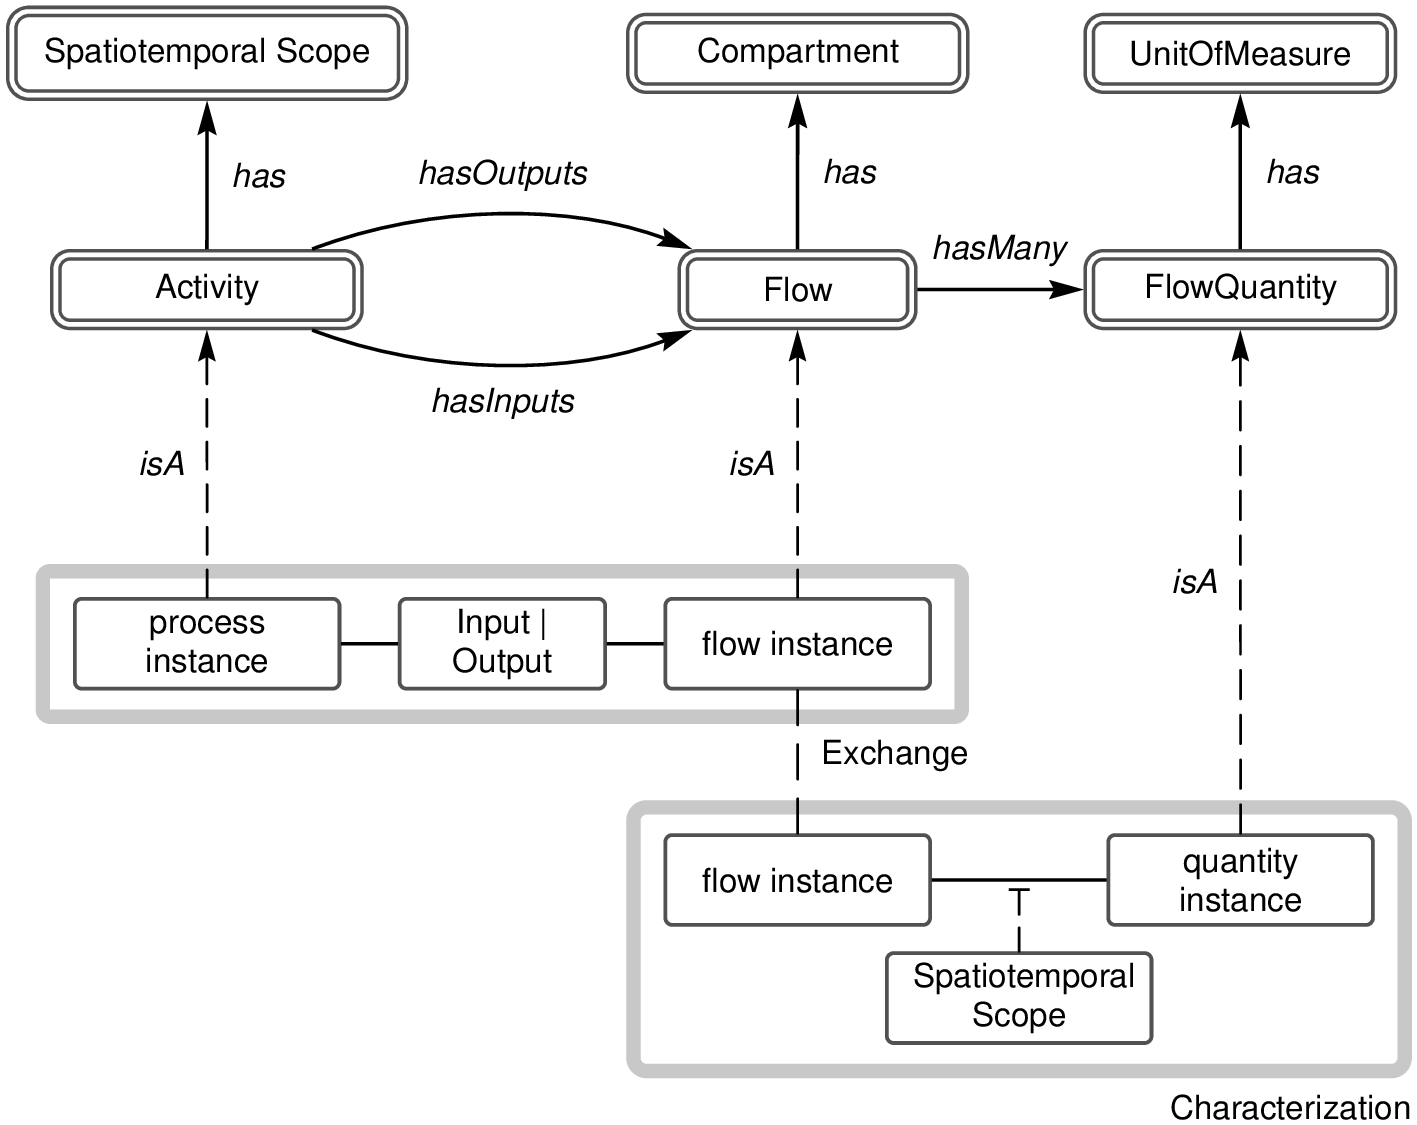 Spatiotemporal Scope
Compartment
UnitOfMeasure
has
hasOutputs
has
has
Activity
Flow
hasMany
FlowQuantity
hasInputs
isA
isA
isA
process
instance
Input |
Output
flow instance
Exchange
flow instance
quantity
instance
Spatiotemporal
Scope
Characterization